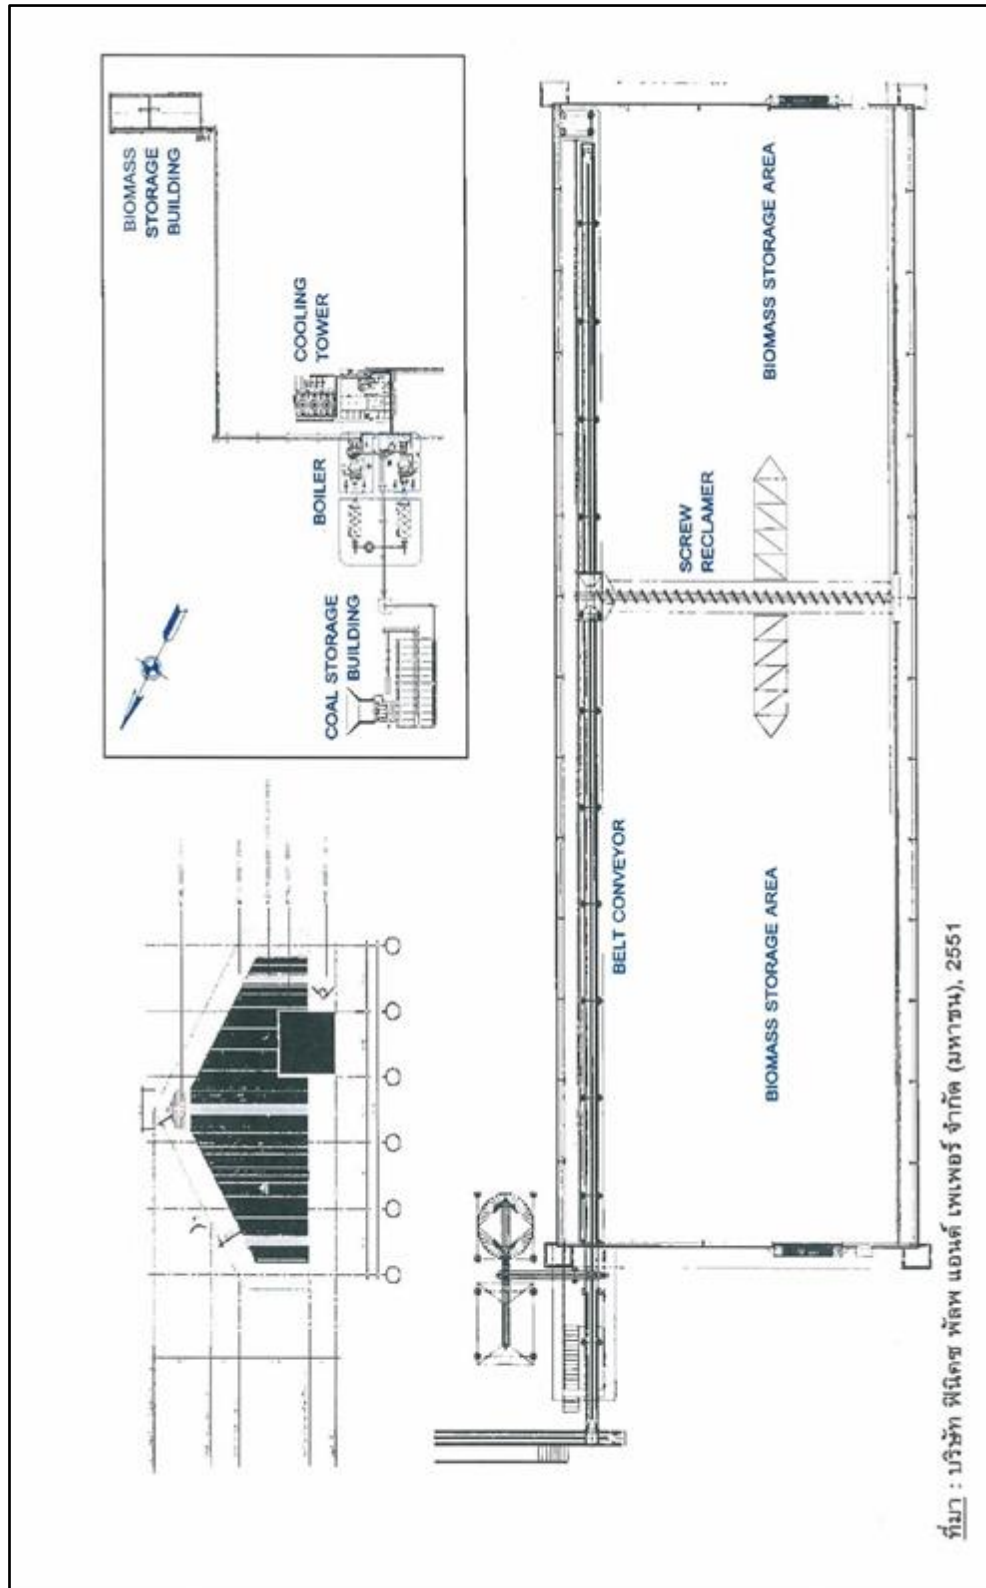 BIOMASS
STORAGE
BUILDING
COOLING
TOWER
BOILER
COAL STORAGE
BUILDING
BIOMASS STORAGE AREA
SCREW
RECLAMER
BELT CONVEYOR
BIOMASS STORAGE AREA
ที่มา : บริษัท ฟินิคซ พัลพ แอนด์ เพเพอร์ จำกัด (มหาชน), 2551